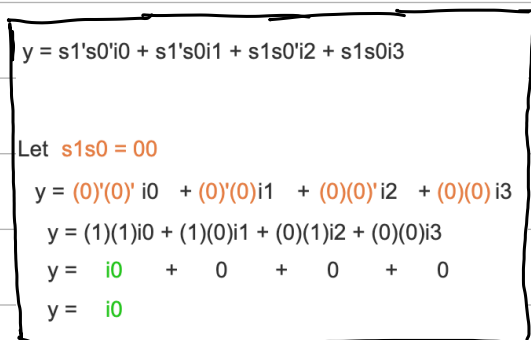 y = s1's0'i0 + s1's0i1 + s1s0'i2 + s1s0i3
Let s1s0 = 00
y = (0)'(0)' i0 + (0)'(0)i1 + (0)(0)'i2 + (0)(0) i3
y = (1)(1)i0 + (1)(0)i1 + (0)(1)i2 + (0)(0)i3
y = i0 + 0 + 0 + 0
y = i0